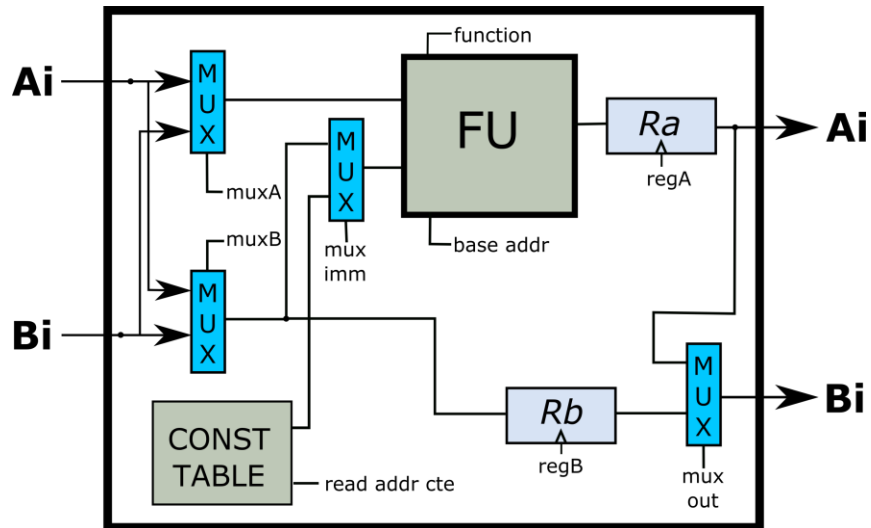 Ai
MUX
function
FU
Ra
Ai
regA
MUX
muxA
muxB
mux
imm
base addr
MUX
Bi
MUX
Rb
Bi
regB
mux
out
CONST
TABLE
read addr cte